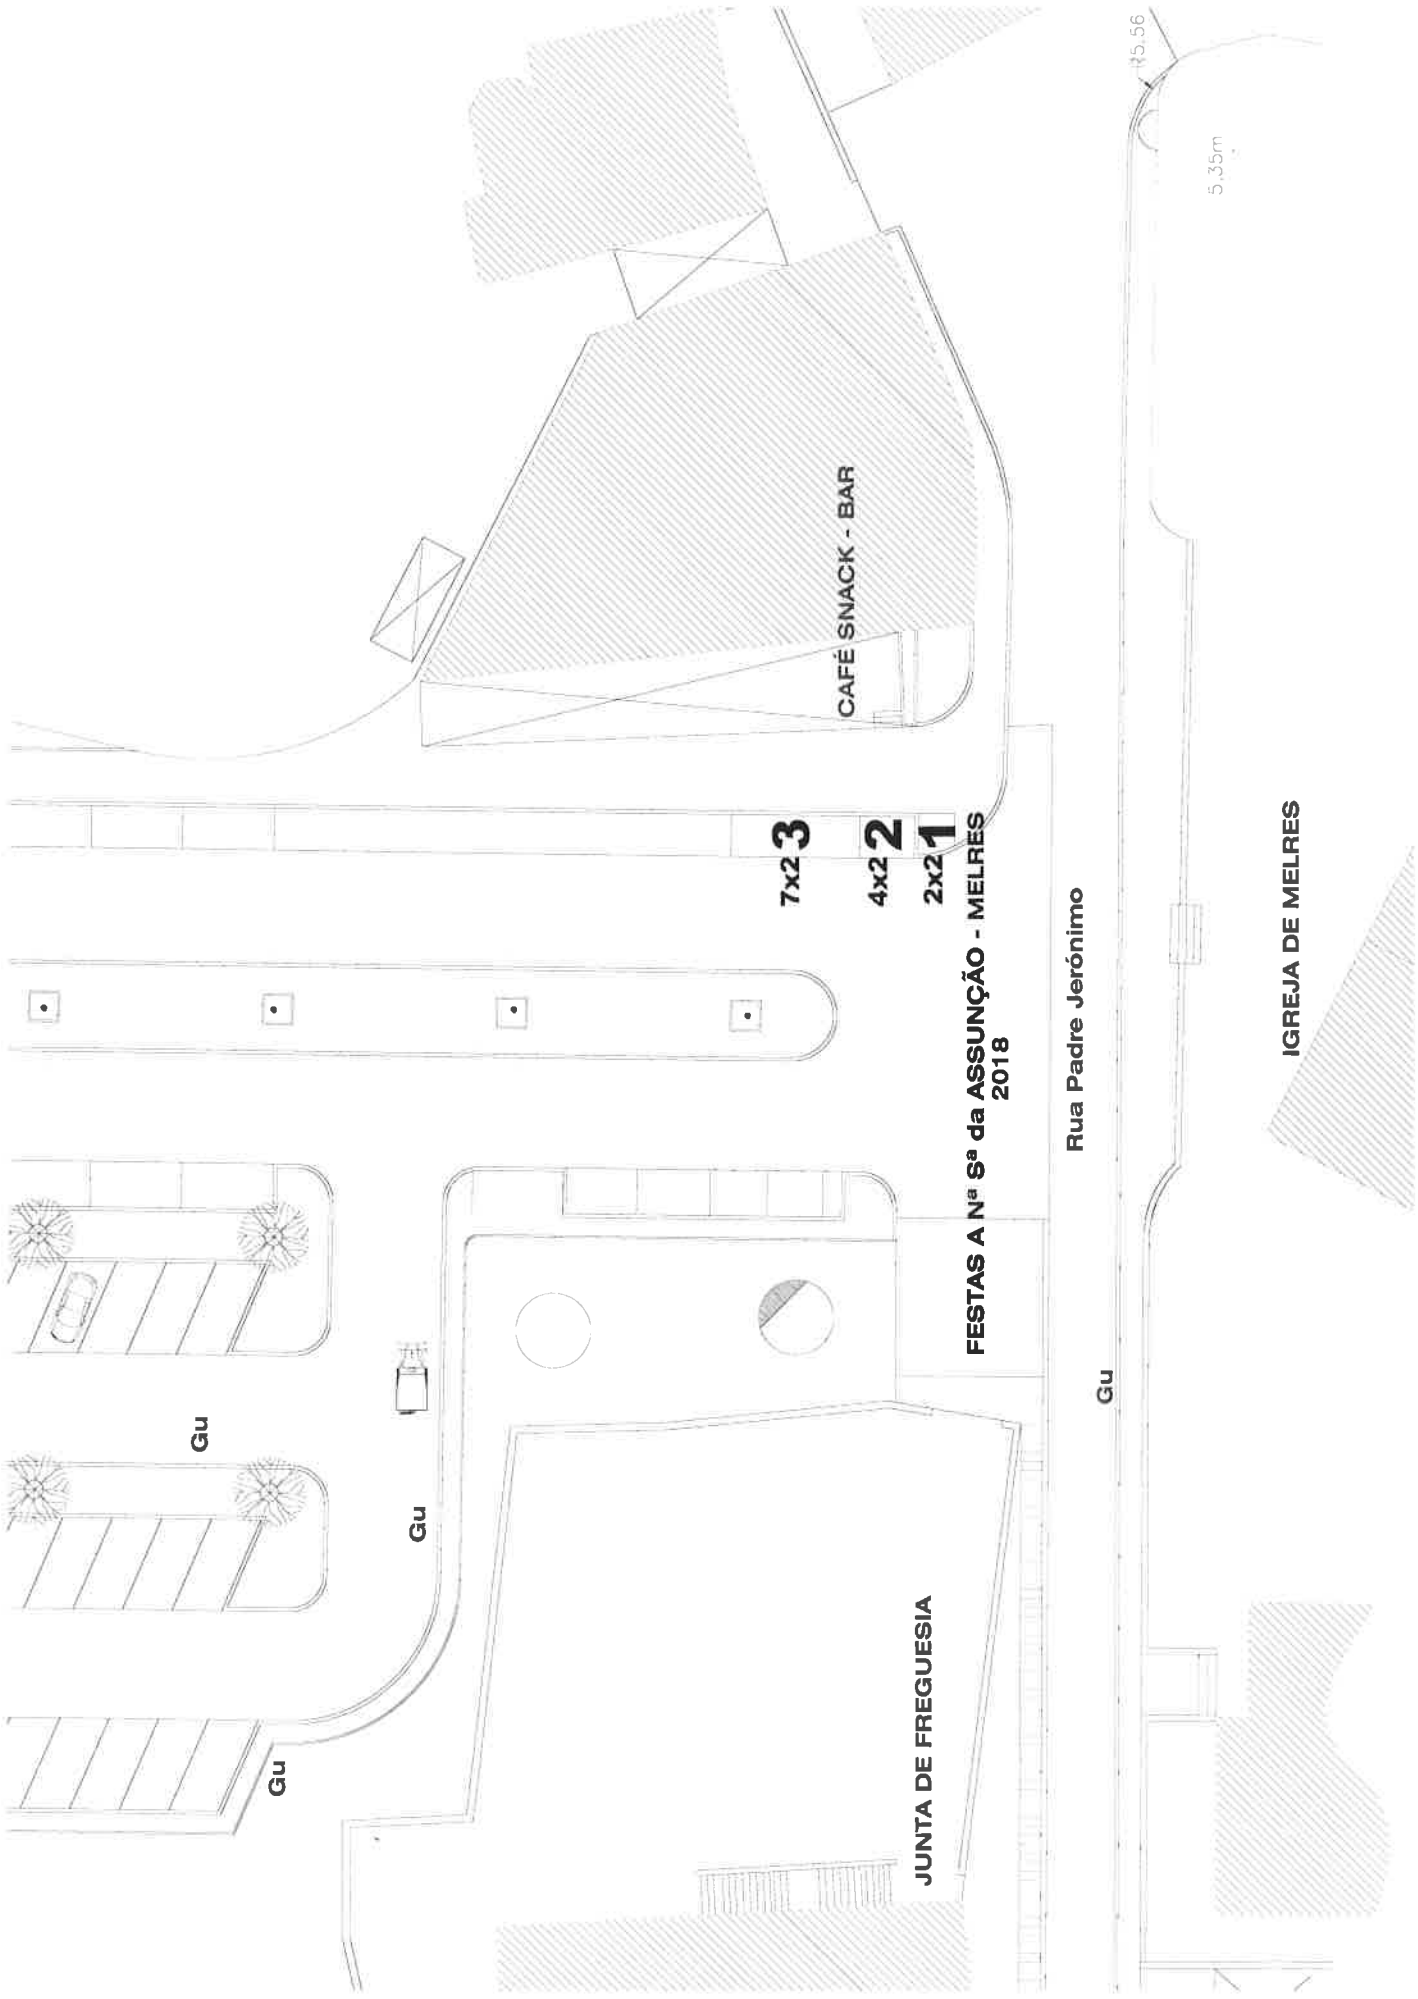 R5,56
5,35m
CAFÉ SNACK - BAR
7x2 3
4x2 2
2x2 1
FESTAS A Nª Sª da ASSUNÇÃO - MELRES
2018
Rua Padre Jerónimo
IGREJA DE MELRES
Gu
Gu
Gu
Gu
JUNTA DE FREGUESIA